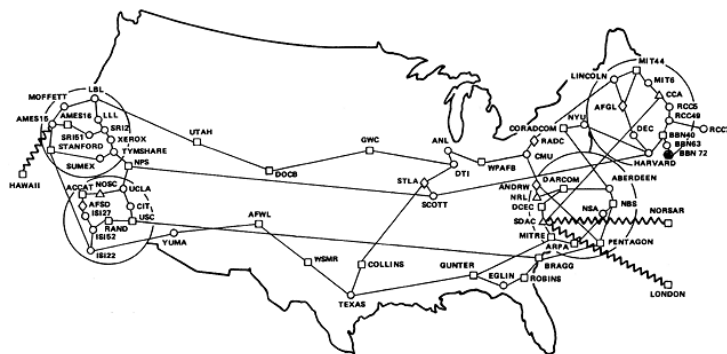 MIT44
LINCOLN
MIT6
CCA
AFGL
RCC5
RCC49
DEC
BBN40
BBN63
BBN 72
HARVARD
NYU
CORADCOM
RADC
CMU
WPAFB
ANL
DTI
GWC
DOCB
UTAH
LBL
MOFFETT
AMES15
AMES16
LLL
SRI2
SRI51
XEROX
STANFORD
TYMSHARE
SUMEX
NPS
HAWAII
ACCAT
NOSC
UCLA
AFSD
ISI27
CIT
RAND
USC
ISI52
ISI22
YUMA
AFWL
WSMR
TEXAS
COLLINS
STLA
SCOTT
GUNTER
EGLIN
ROBINS
BRAGG
ABERDEEN
DARCOM
ANDRW
NRL
DCEC
NSA
NBS
SDAC
NORSAR
MITRE
ARPA
PENTAGON
LONDON